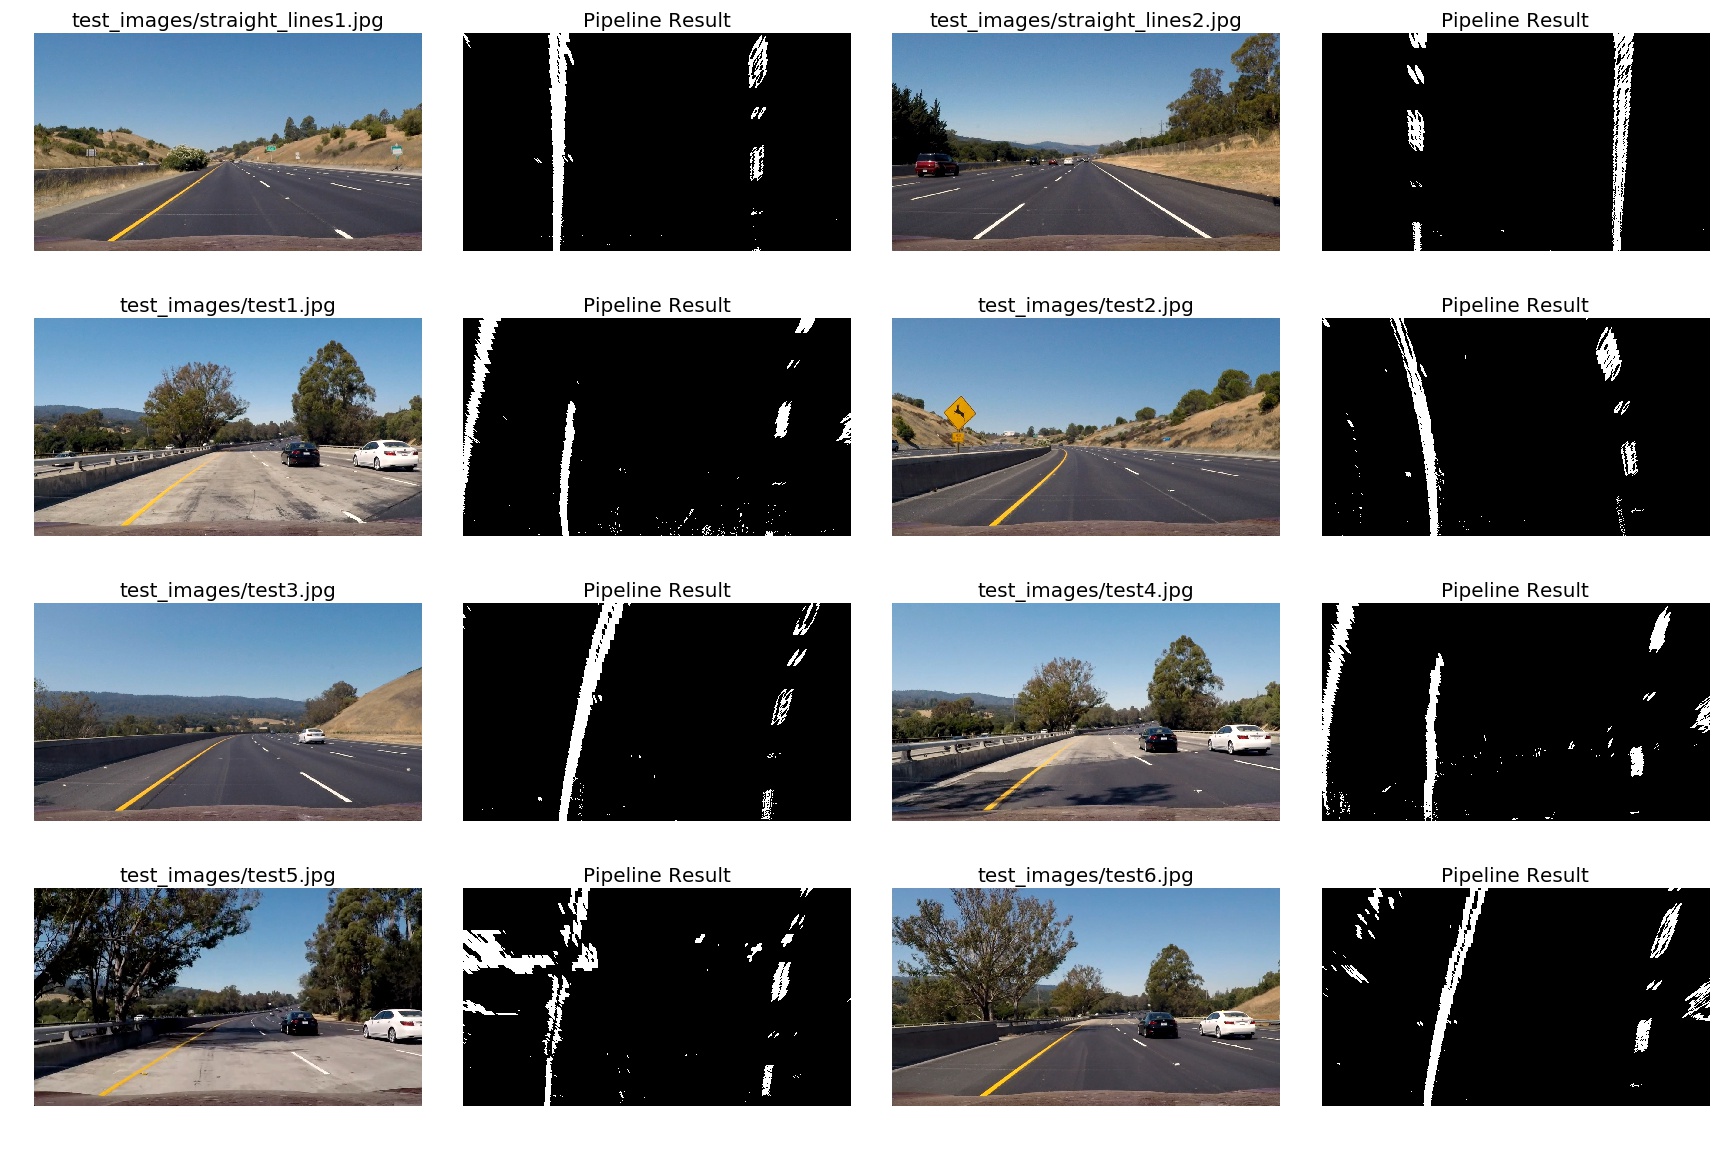 test_images/straight_lines1.jpg
Pipeline Result
test_images/straight_lines2.jpg
Pipeline Result
test_images/test1.jpg
Pipeline Result
test_images/test2.jpg
Pipeline Result
test_images/test3.jpg
Pipeline Result
test_images/test4.jpg
Pipeline Result
test_images/test5.jpg
Pipeline Result
test_images/test6.jpg
Pipeline Result